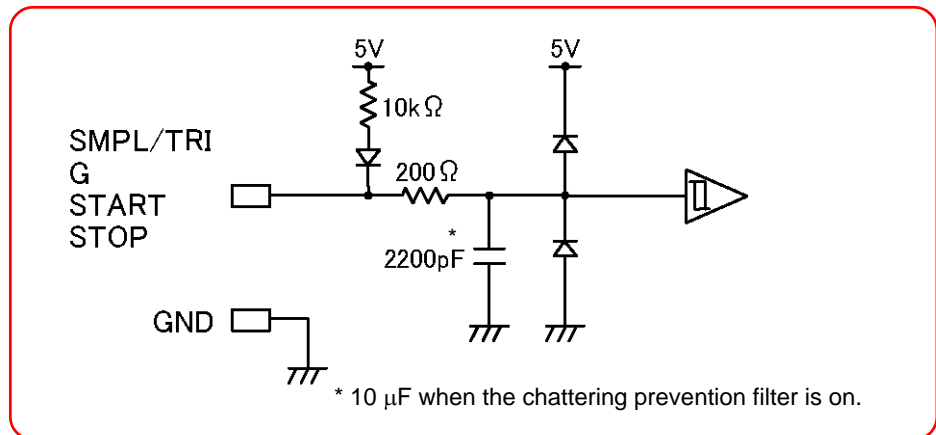 5V
5V
10kΩ
SMPL/TRI
G
START
STOP
200Ω
*
2200pF
GND
* 10 μF when the chattering prevention filter is on.